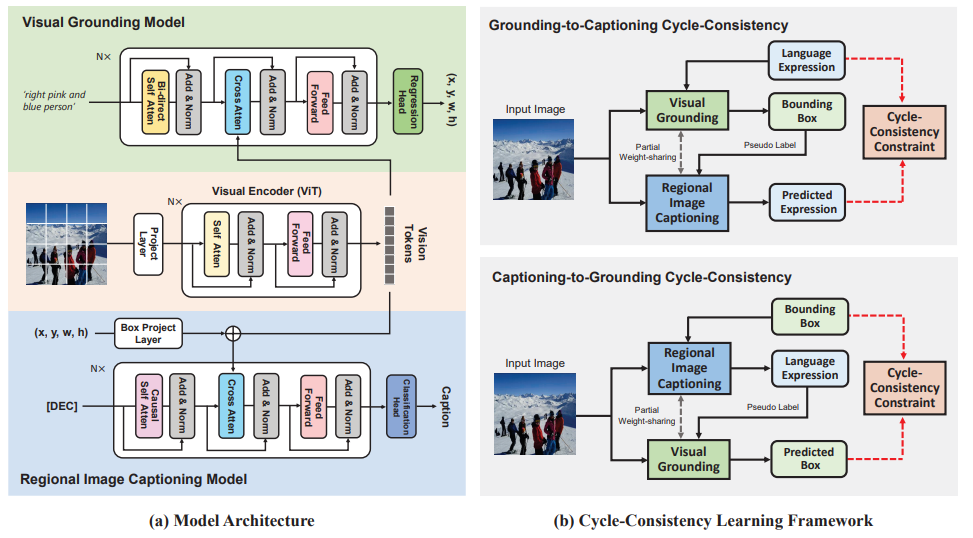 Visual Grounding Model
N×
'right pink and
blue person'
Bi-direct
Self Atten
Add & Norm
Cross Atten
Add & Norm
Feed
Forward
Add & Norm
Regression
Head
(x, y, w, h)
Visual Encoder (ViT)
N×
Project
Layer
Self Atten
Add & Norm
Feed
Forward
Add & Norm
Vision
Tokens
(x, y, w, h)
Box Project
Layer
N×
[DEC]
Causal
Self Atten
Add & Norm
Cross Atten
Add & Norm
Feed
Forward
Add & Norm
Classification
Head
Caption
Regional Image Captioning Model
(a) Model Architecture
Grounding-to-Captioning Cycle-Consistency
Input Image
Visual
Grounding
Partial
Weight-sharing
Regional
Image
Captioning
Language
Expression
Bounding
Box
Pseudo Label
Predicted
Expression
Cycle-
Consistency
Constraint
Captioning-to-Grounding Cycle-Consistency
Input Image
Regional
Image
Captioning
Partial
Weight-sharing
Visual
Grounding
Bounding
Box
Language
Expression
Pseudo Label
Predicted
Box
Cycle-
Consistency
Constraint
(b) Cycle-Consistency Learning Framework